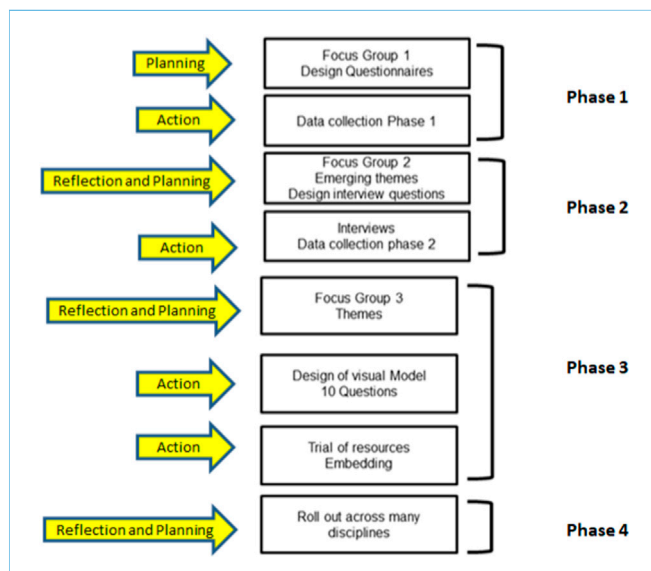 Planning
Focus Group 1
Design Questionnaires
Phase 1
Action
Data collection Phase 1
Reflection and Planning
Focus Group 2
Emerging themes
Design interview questions
Phase 2
Action
Interviews
Data collection phase 2
Reflection and Planning
Focus Group 3
Themes
Phase 3
Action
Design of visual Model
10 Questions
Action
Trial of resources
Embedding
Reflection and Planning
Roll out across many
disciplines
Phase 4